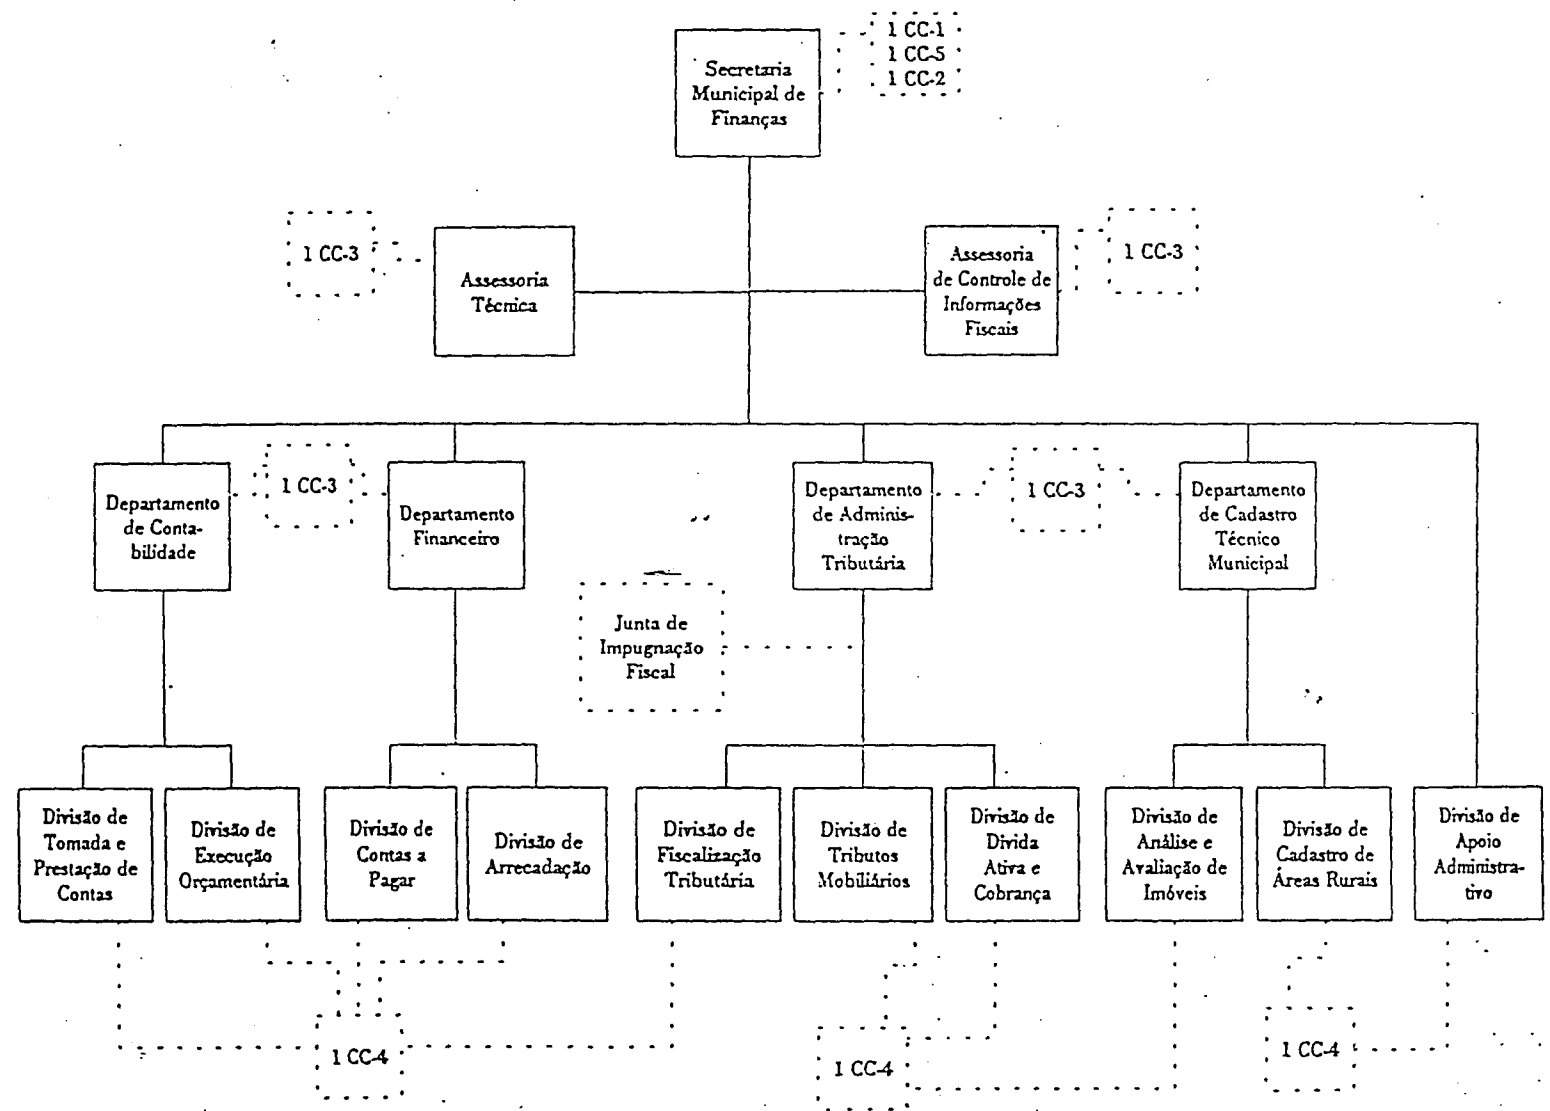 Secretaria
Municipal de
Finanças
1 CC-1
1 CC-5
1 CC-2
1 CC-3
Assessoria
Técnica
Assessoria
de Controle de
Informações
Fiscais
1 CC-3
Departamento
de Conta-
bilidade
1 CC-3
Departamento
Financeiro
Departamento
de Adminis-
tração
Tributária
1 CC-3
Departamento
de Cadastro
Técnico
Municipal
Junta de
Impugnação
Fiscal
Divisão de
Tomada e
Prestação de
Contas
Divisão de
Execução
Orçamentária
Divisão de
Contas a
Pagar
Divisão de
Arrecadação
Divisão de
Fiscalização
Tributária
Divisão de
Tributos
Mobiliários
Divisão de
Divida
Ativa e
Cobrança
Divisão de
Análise e
Avaliação de
Imóveis
Divisão de
Cadastro de
Áreas Rurais
Divisão de
Apoio
Administra-
tivo
1 CC-4
1 CC-4
1 CC-4